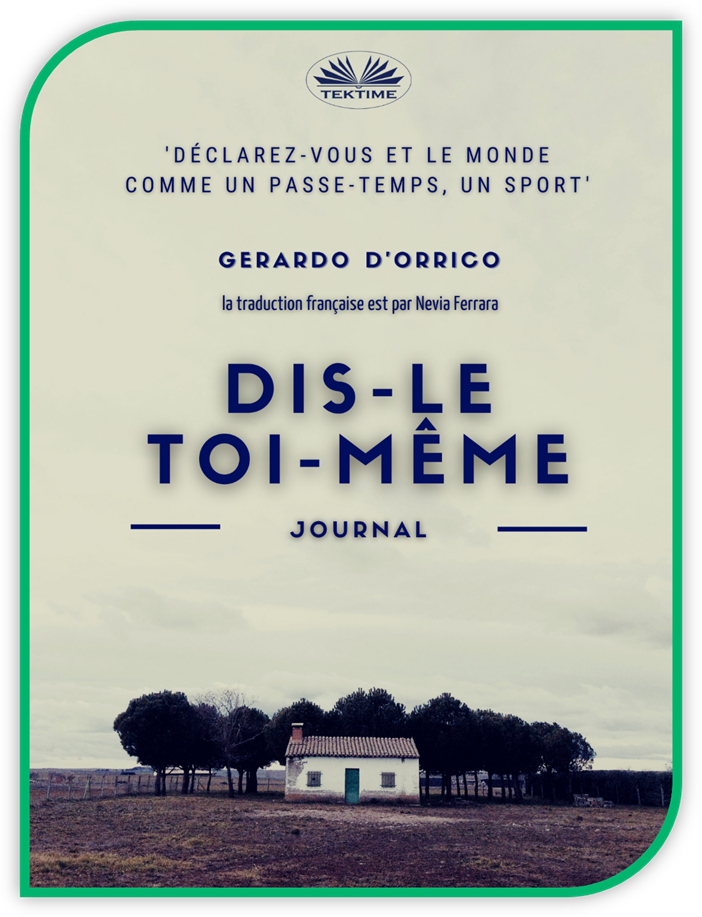 TEKTIME
'DÉCLAREZ-VOUS ET LE MONDE
COMME UN PASSE-TEMPS, UN SPORT'
GERARDO D'ORRICO
la traduction française est par Nevia Ferrara
DIS-LE
TOI-MÊME
JOURNAL